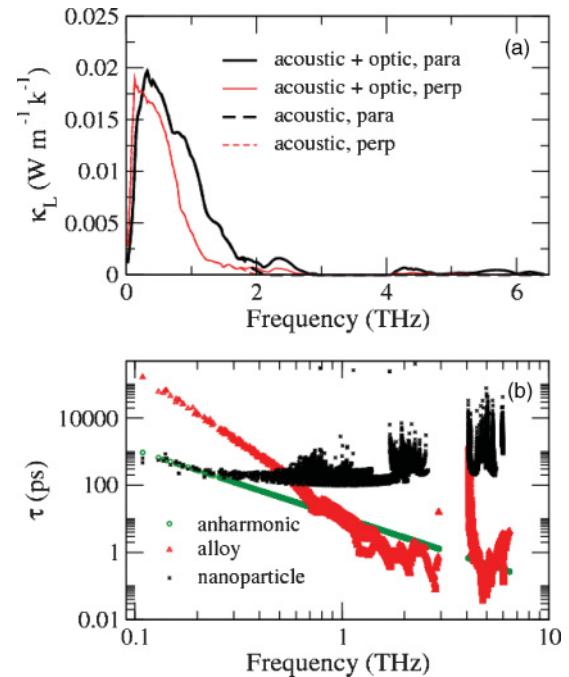 (a)
acoustic + optic, para
acoustic + optic, perp
acoustic, para
acoustic, perp
κL (W m-1 k-1)
0.025
0.02
0.015
0.01
0.005
0
0 2 4 6
Frequency (THz)
(b)
τ (ps)
10000
100
1
0.01
anharmonic
alloy
nanoparticle
0.1 1 10
Frequency (THz)